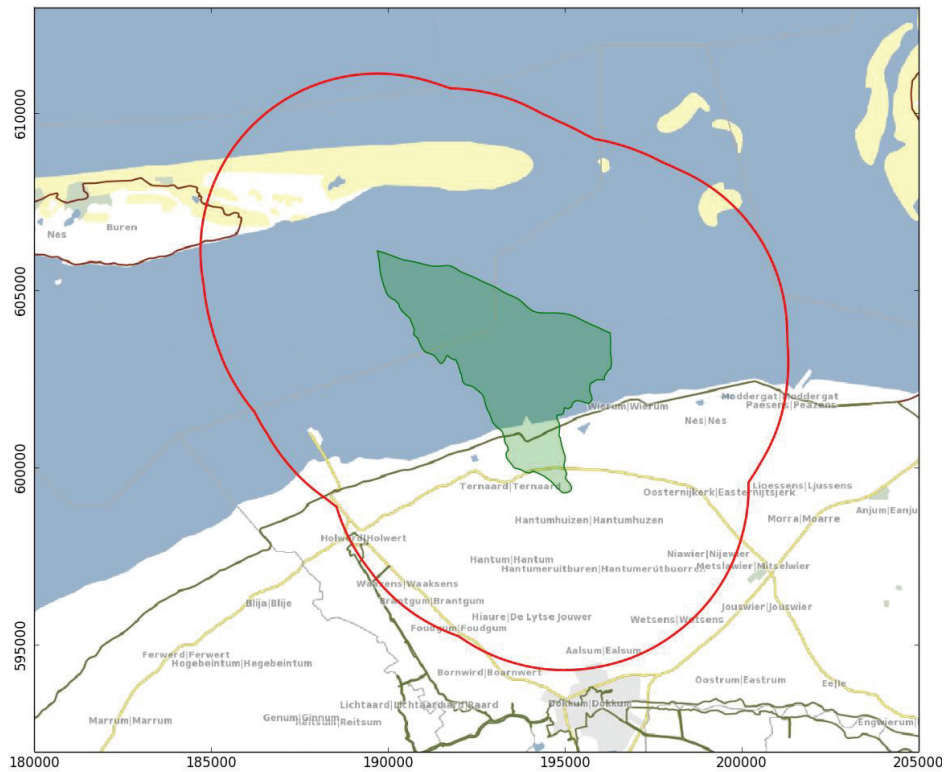 610000
605000
600000
595000
Nes
Buren
Wierum|Wierum
Moddergat|Moddergat
Paesens|Peazens
Nes|Nes
Ternaard|Ternaard
Oosternijkerk|Easternijtsjerk
Lioessens|Ljussens
Anjum|Eanju
Hantumhuizen|Hantumhuzen
Morra|Moarre
Holwerd|Holwert
Hantum|Hantum
Niawier|Nijewier
Hantumeruitburen|Hantumerútbuorren
Metslawier|Mitselwier
Waaxens|Waaksens
Brantgum|Brantgum
Blija|Blije
Jouswier|Jouswier
Hiaure|De Lytse Jouwer
Wetsens|Wetsens
Foudgum|Foudgum
Ferwerd|Ferwert
Hogebeintum|Hegebeintum
Aalsum|Ealsum
Bornwird|Boarnwert
Oostrum|Eastrum
Ee|Ie
Lichtaard|Lichtaard
Raard
Dokkum|Dokkum
Marrum|Marrum
Genum|Ginnum
Reitsum
Engwierum|
180000
185000
190000
195000
200000
205000